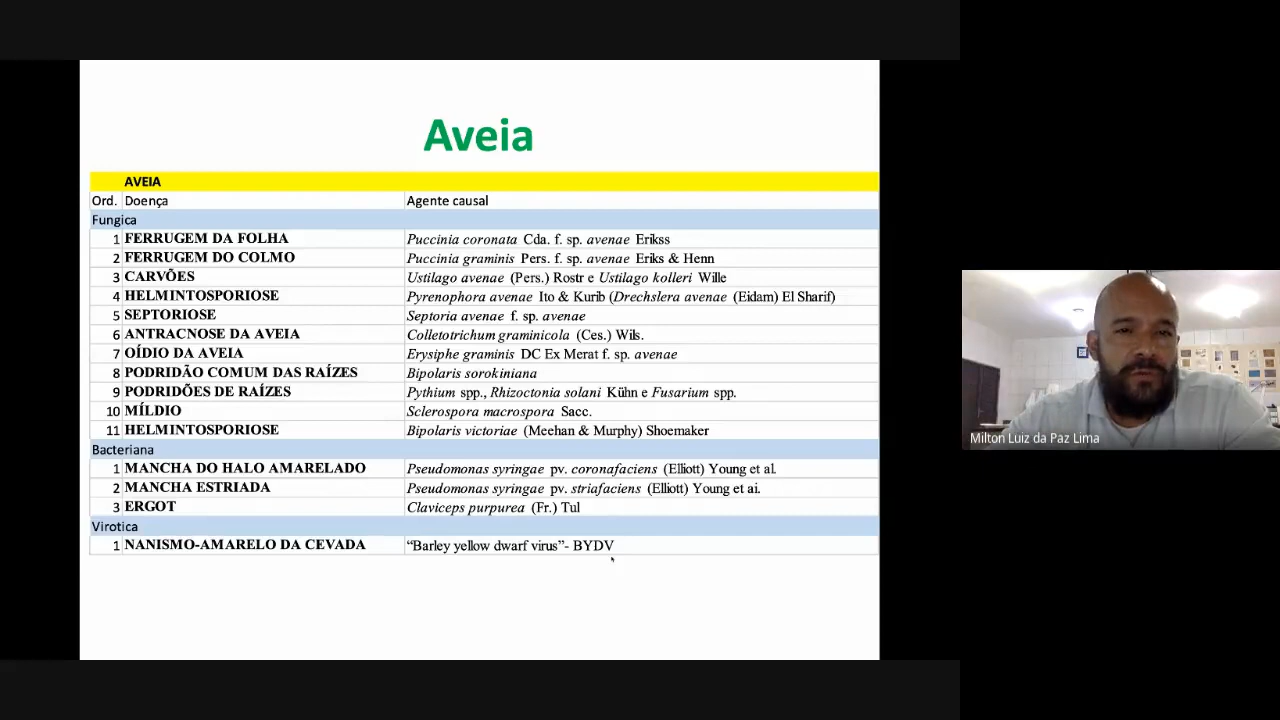 Aveia
AVEIA
Ord. Doença Agente causal
Fungica
1 FERRUGEM DA FOLHA Puccinia coronata Cda. f. sp. avenae Erikss
2 FERRUGEM DO COLMO Puccinia graminis Pers. f. sp. avenae Eriks & Henn
3 CARVÕES Ustilago avenae (Pers.) Rostr e Ustilago kolleri Wille
4 HELMINTOSPORIOSE Pyrenophora avenae Ito & Kurib (Drechslera avenae (Eidam) El Sharif)
5 SEPTORIOSE Septoria avenae f. sp. avenae
6 ANTRACNOSE DA AVEIA Colletotrichum graminicola (Ces.) Wils.
7 OÍDIO DA AVEIA Erysiphe graminis DC Ex Merat f. sp. avenae
8 PODRIDÃO COMUM DAS RAÍZES Bipolaris sorokiniana
9 PODRIDÕES DE RAÍZES Pythium spp., Rhizoctonia solani Kühn e Fusarium spp.
10 MÍLDIO Sclerospora macrospora Sacc.
11 HELMINTOSPORIOSE Bipolaris victoriae (Meehan & Murphy) Shoemaker
Bacteriana
1 MANCHA DO HALO AMARELADO Pseudomonas syringae pv. coronafaciens (Elliott) Young et al.
2 MANCHA ESTRIADA Pseudomonas syringae pv. striafaciens (Elliott) Young et ai.
3 ERGOT Claviceps purpurea (Fr.) Tul
Virotica
1 NANISMO-AMARELO DA CEVADA “Barley yellow dwarf virus”- BYDV
Milton Luiz da Paz Lima